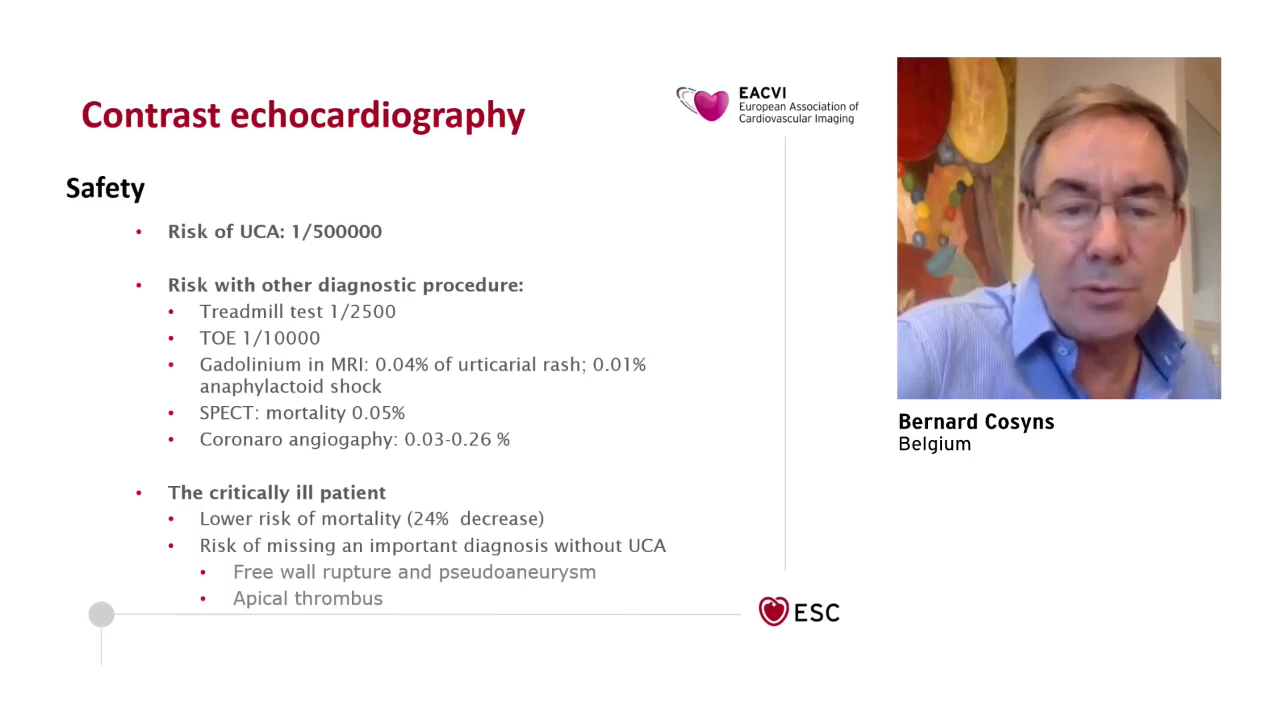 Contrast echocardiography
EACVI
European Association of
Cardiovascular Imaging
Safety
• Risk of UCA: 1/500000
• Risk with other diagnostic procedure:
• Treadmill test 1/2500
• TOE 1/10000
• Gadolinium in MRI: 0.04% of urticarial rash; 0.01%
anaphylactoid shock
• SPECT: mortality 0.05%
• Coronaro angiogaphy: 0.03-0.26 %
• The critically ill patient
• Lower risk of mortality (24% decrease)
• Risk of missing an important diagnosis without UCA
• Free wall rupture and pseudoaneurysm
• Apical thrombus
ESC
Bernard Cosyns
Belgium